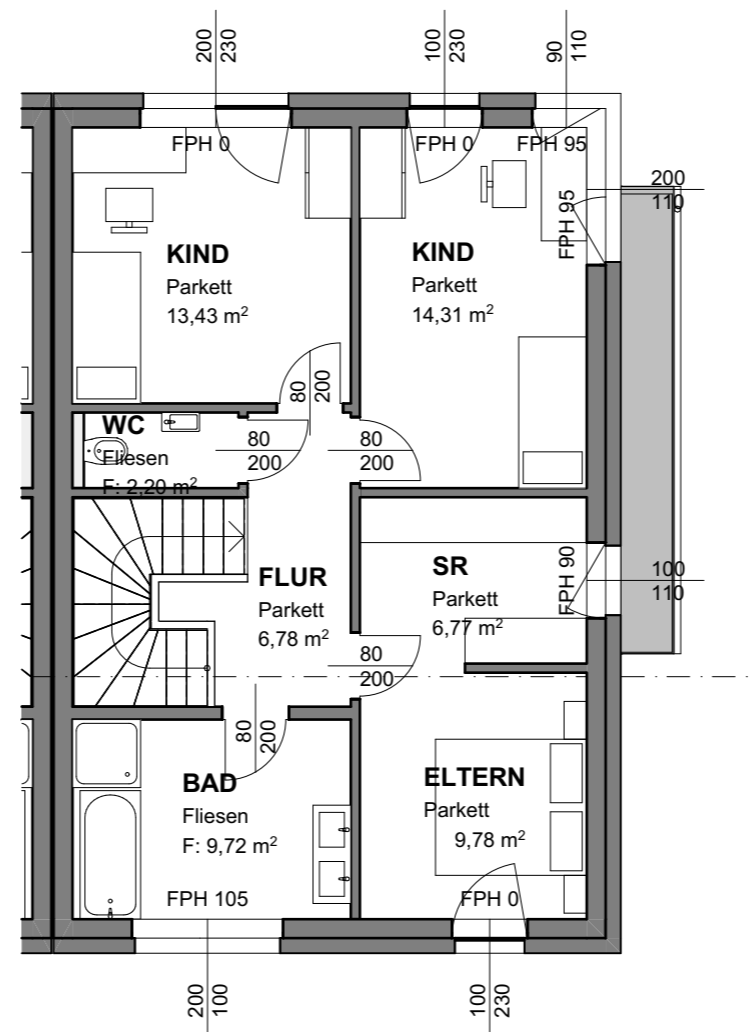 200
230
100
230
90
110
FPH 0
FPH 0
FPH 95
200
110
FPH 95
KIND
Parkett
13,43 m²
KIND
Parkett
14,31 m²
80
200
WC
Fliesen
F: 2,20 m²
80
200
80
200
FLUR
Parkett
6,78 m²
SR
Parkett
6,77 m²
FPH 90
100
110
80
200
80
200
BAD
Fliesen
F: 9,72 m²
FPH 105
ELTERN
Parkett
9,78 m²
FPH 0
200
100
100
230